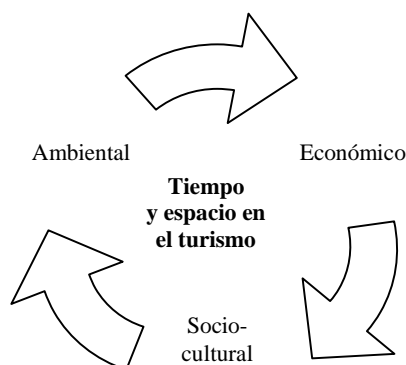 Ambiental
Económico
Tiempo
y espacio en
el turismo
Socio-
cultural